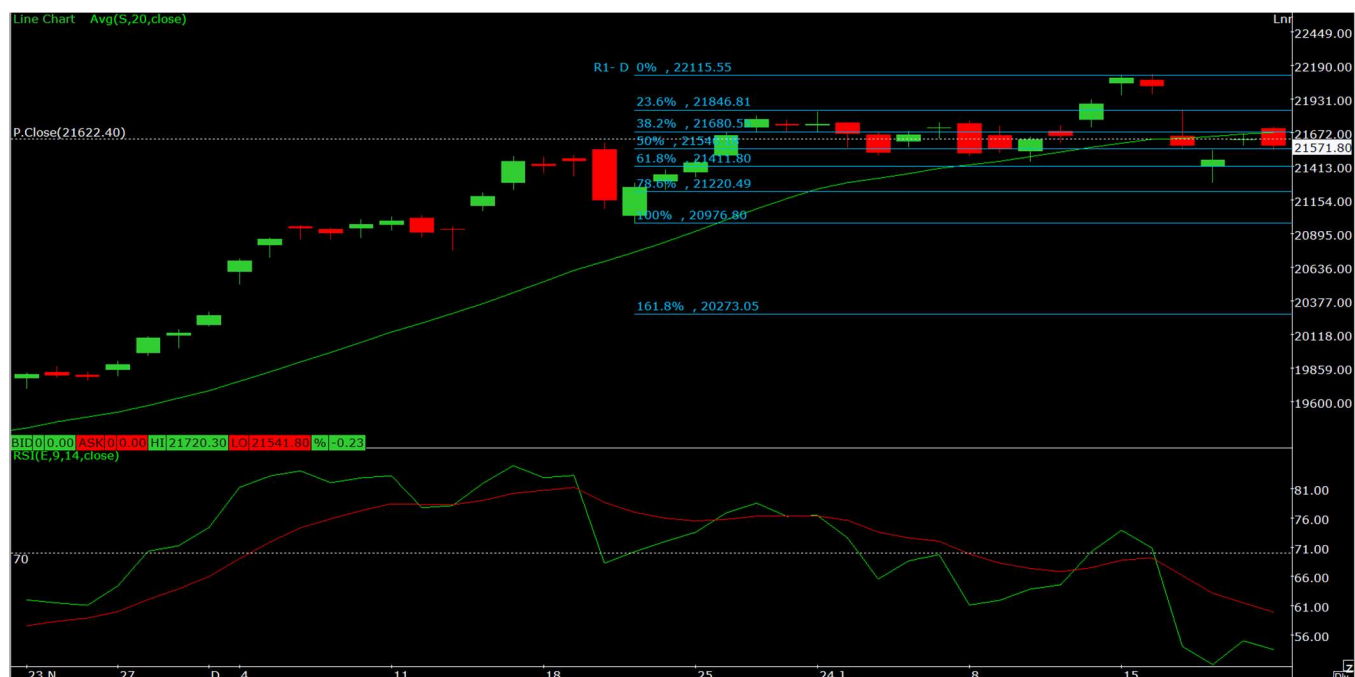 Line Chart Avg(S,20,close)
Lnr
22449.00
R1- D 0% , 22115.55
22190.00
23.6% , 21846.81
21931.00
P.Close(21622.40)
38.2% , 21680.5
21672.00
50%
21571.80
61.8% , 21411.80
21413.00
78.6% , 21220.49
21154.00
100% , 20976.80
20895.00
20636.00
161.8% , 20273.05
20377.00
20118.00
19859.00
19600.00
BID 0 0.00 ASK 0 0.00 HI 21720.30 LO 21541.80 % -0.23
RSI(E,9,14,close)
81.00
76.00
71.00
70
66.00
61.00
56.00
23 N 27 D 4 11 18 25 24 J 8 15
Z